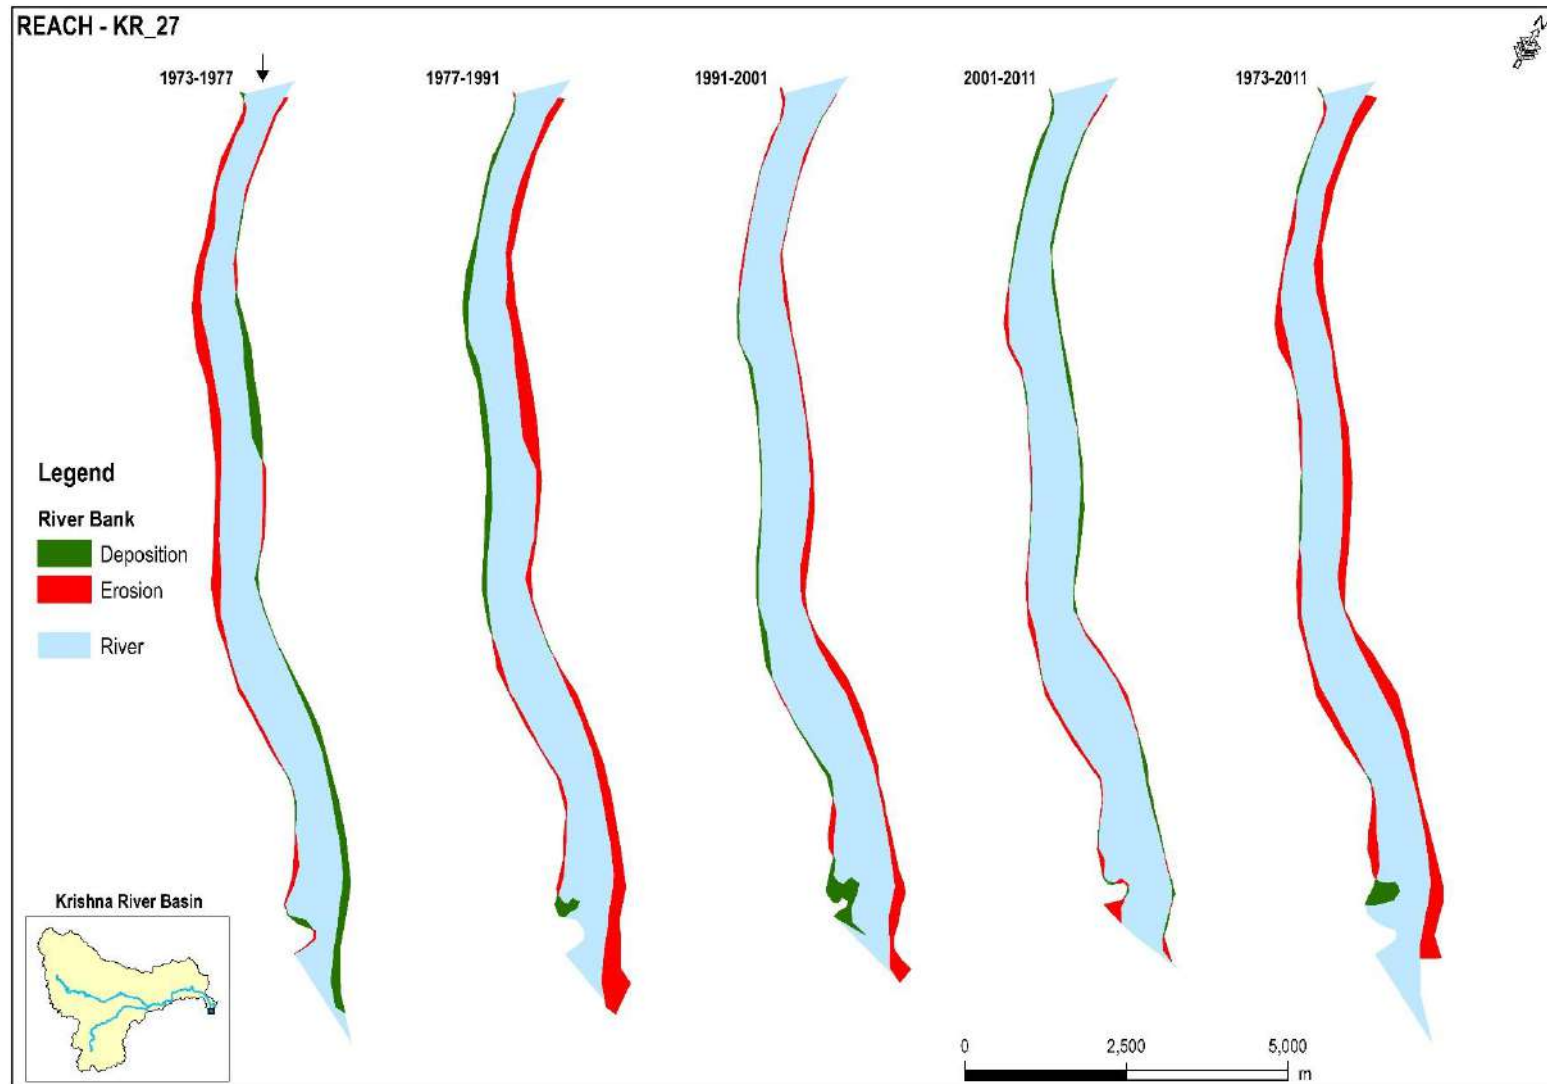 REACH - KR_27
N
1973-1977
1977-1991
1991-2001
2001-2011
1973-2011
Legend
River Bank
Deposition
Erosion
River
Krishna River Basin
0 2,500 5,000
m